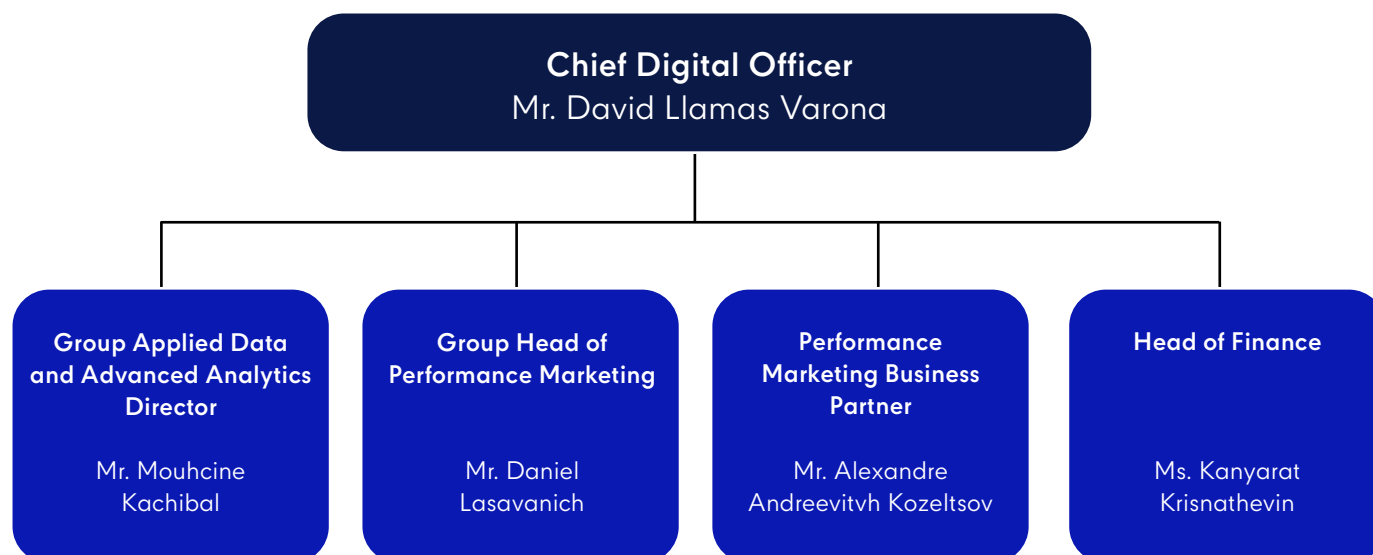 Chief Digital Officer
Mr. David Llamas Varona
Group Applied Data
and Advanced Analytics
Director
Mr. Mouhcine
Kachibal
Group Head of
Performance Marketing
Mr. Daniel
Lasavanich
Performance
Marketing Business
Partner
Mr. Alexandre
Andreevitvh Kozeltsov
Head of Finance
Ms. Kanyarat
Krisnathevin